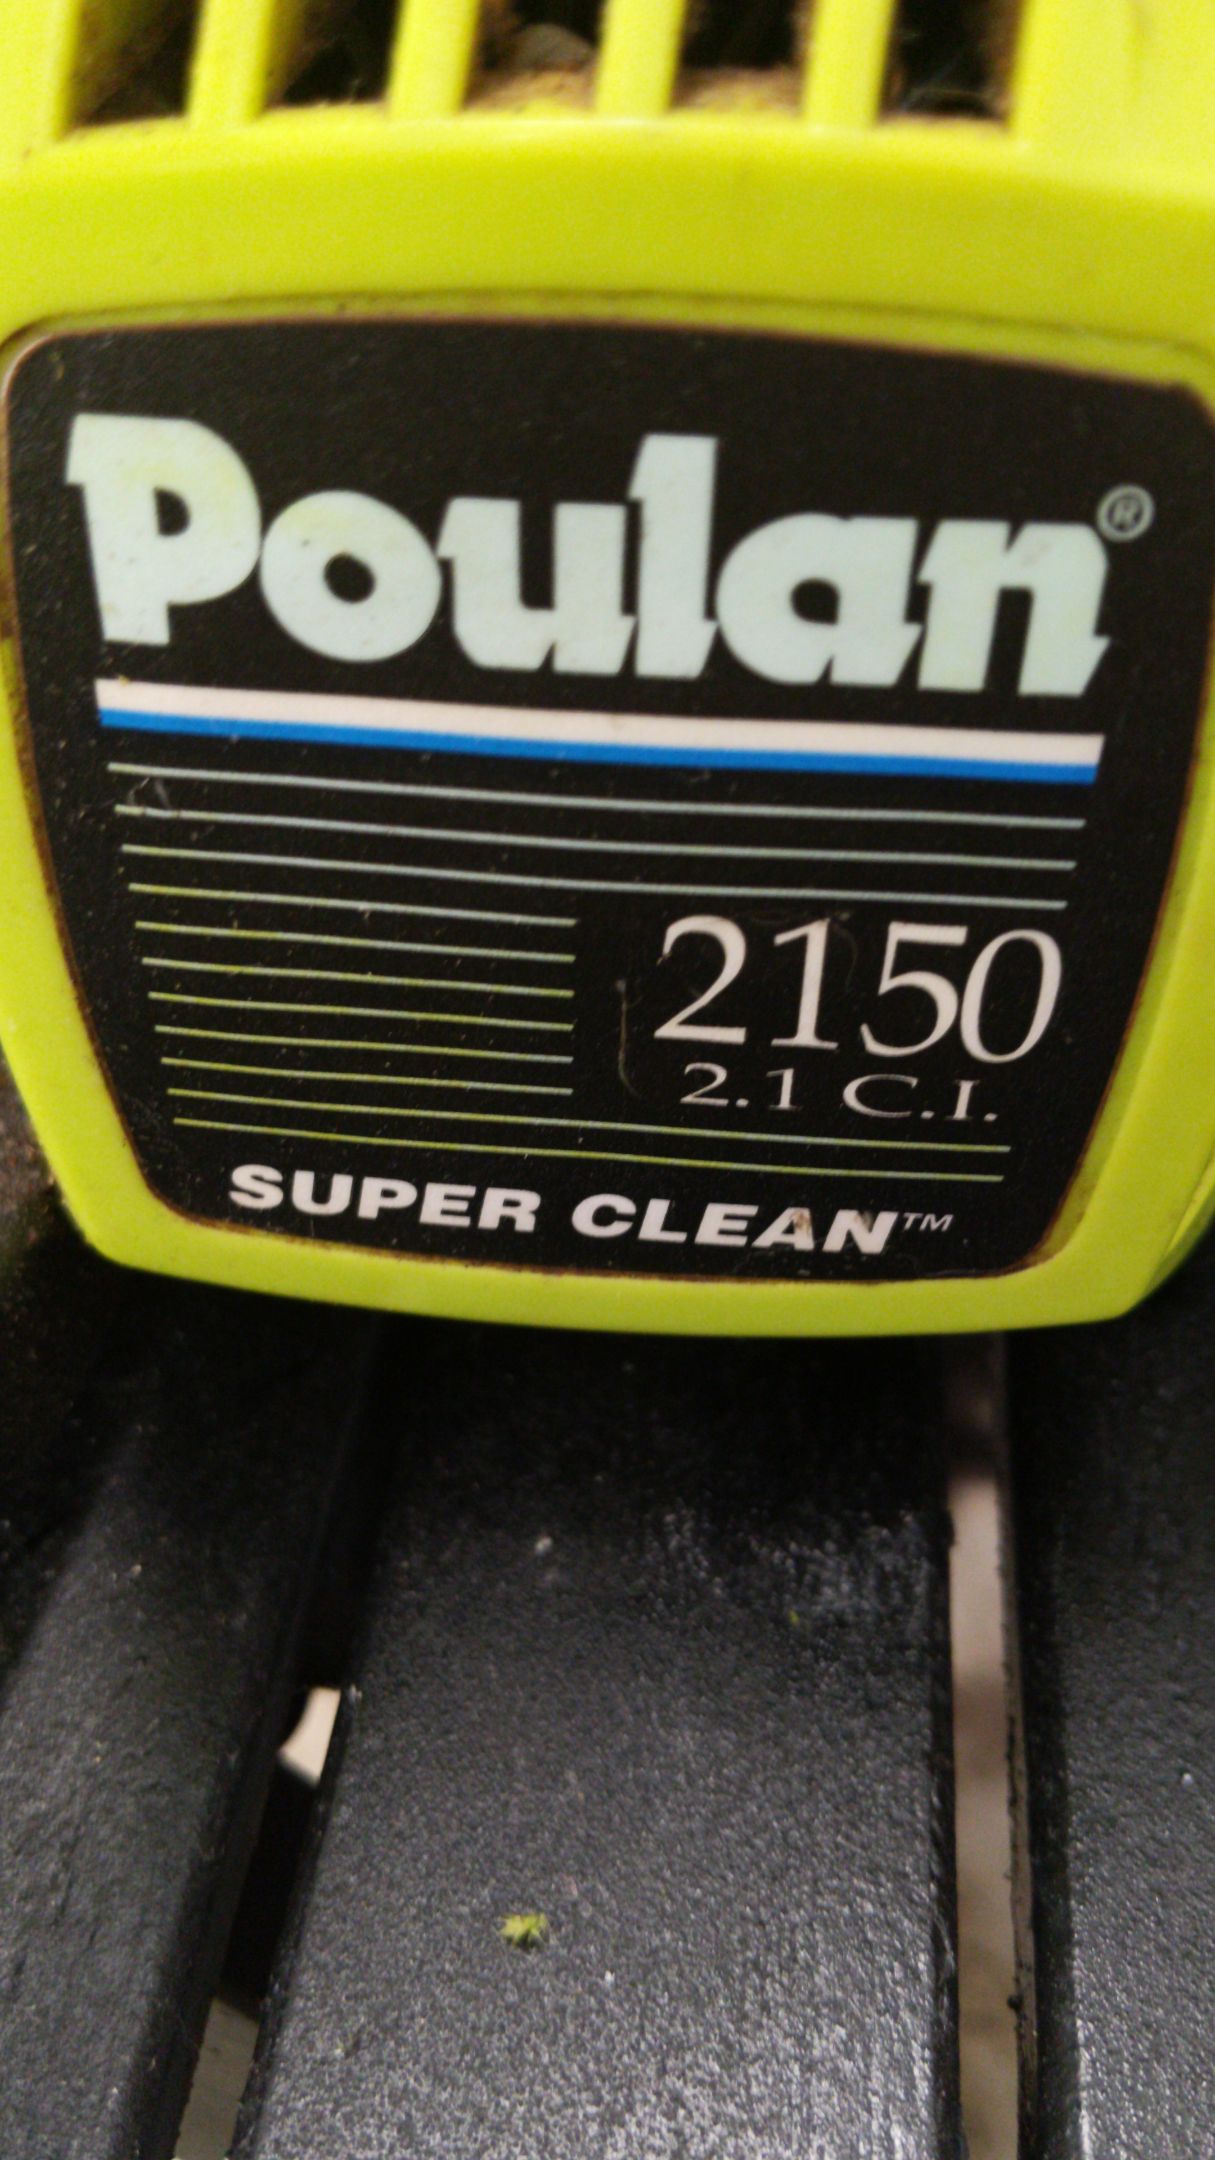 Poulan®
2150
2.1 C.I.
SUPER CLEAN™